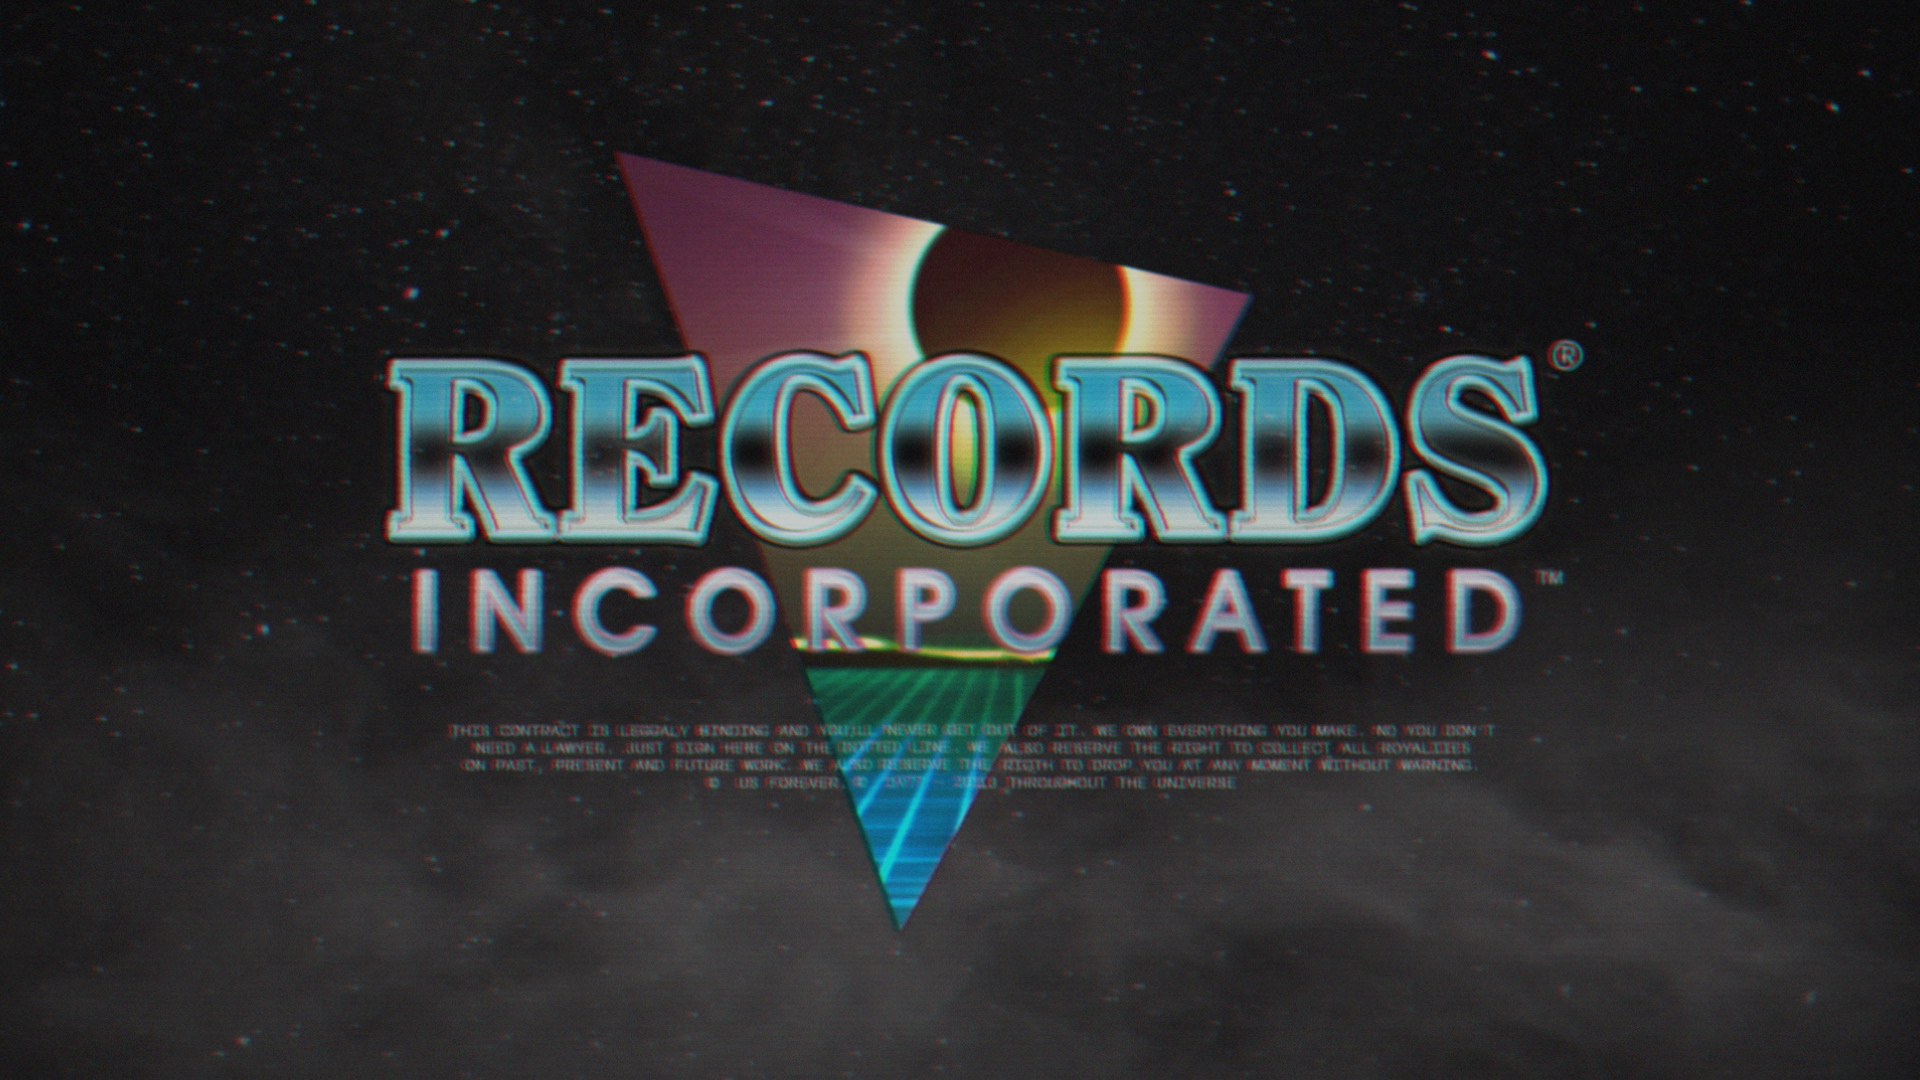 RECORDS®
INCORPORATED™
THIS CONTRACT IS LEGGALY BINDING AND YOU'LL NEVER GET OUT OF IT. WE OWN EVERYTHING YOU MAKE. NO YOU DON'T
NEED A LAWYER. JUST SIGN HERE ON THE DOTTED LINE. WE ALSO RESERVE THE RIGHT TO COLLECT ALL ROYALTIES
ON PAST, PRESENT AND FUTURE WORK. WE ALSO RESERVE THE RIGTH TO DROP YOU AT ANY MOMENT WITHOUT WARNING.
© US FOREVER. © THROUGHOUT THE UNIVERSE